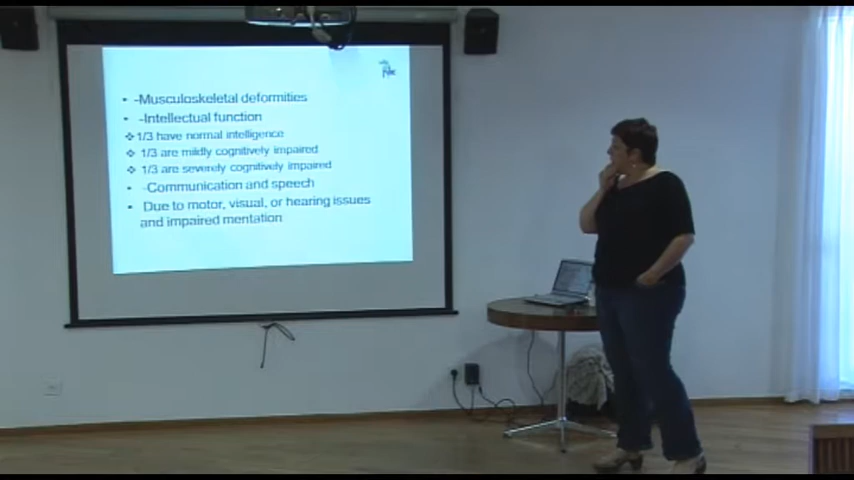 • -Musculoskeletal deformities
• -Intellectual function
❖ 1/3 have normal intelligence
❖ 1/3 are mildly cognitively impaired
❖ 1/3 are severely cognitively impaired
• -Communication and speech
• Due to motor, visual, or hearing issues
and impaired mentation